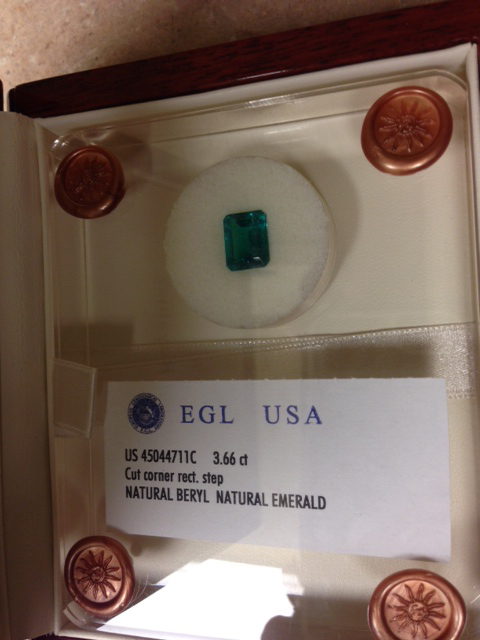 EGL USA
US 45044711C 3.66 ct
Cut corner rect. step
NATURAL BERYL NATURAL EMERALD